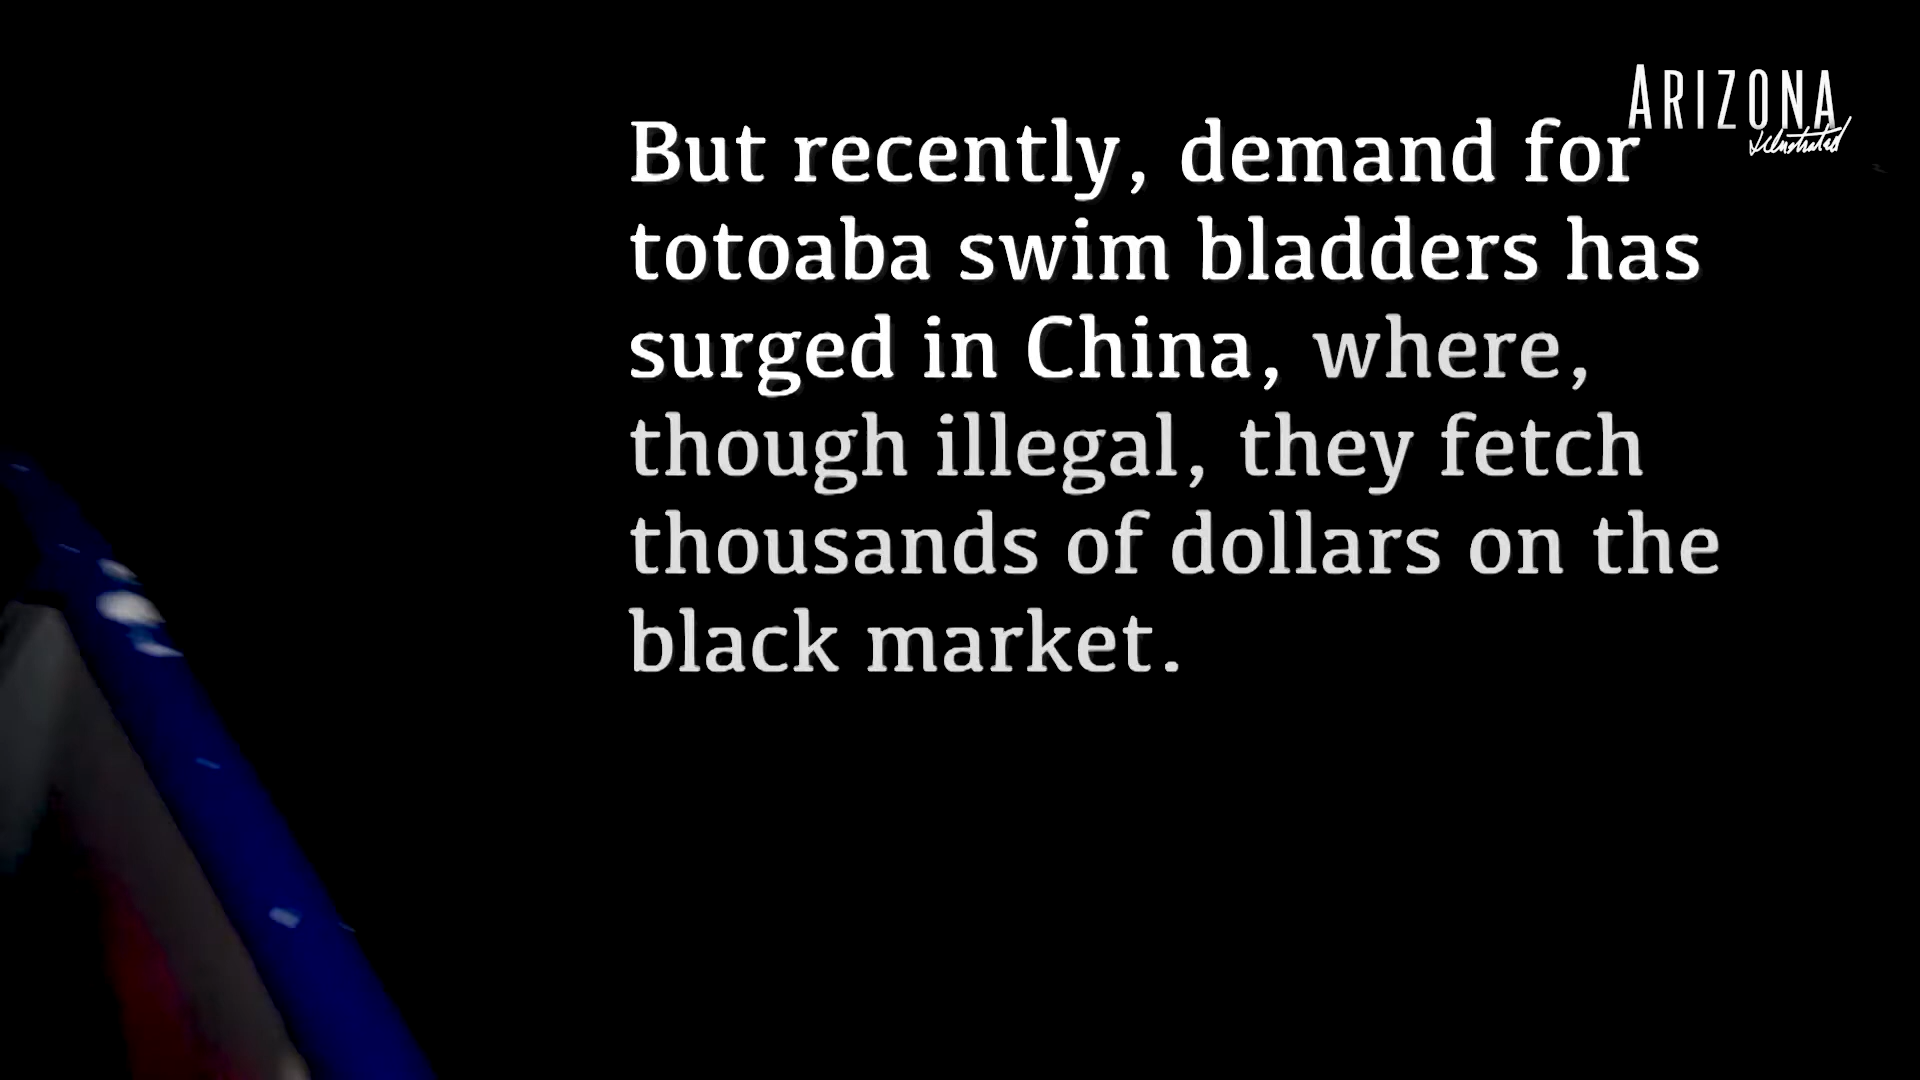 ARIZONA
Illustrated
But recently, demand for
totoaba swim bladders has
surged in China, where,
though illegal, they fetch
thousands of dollars on the
black market.